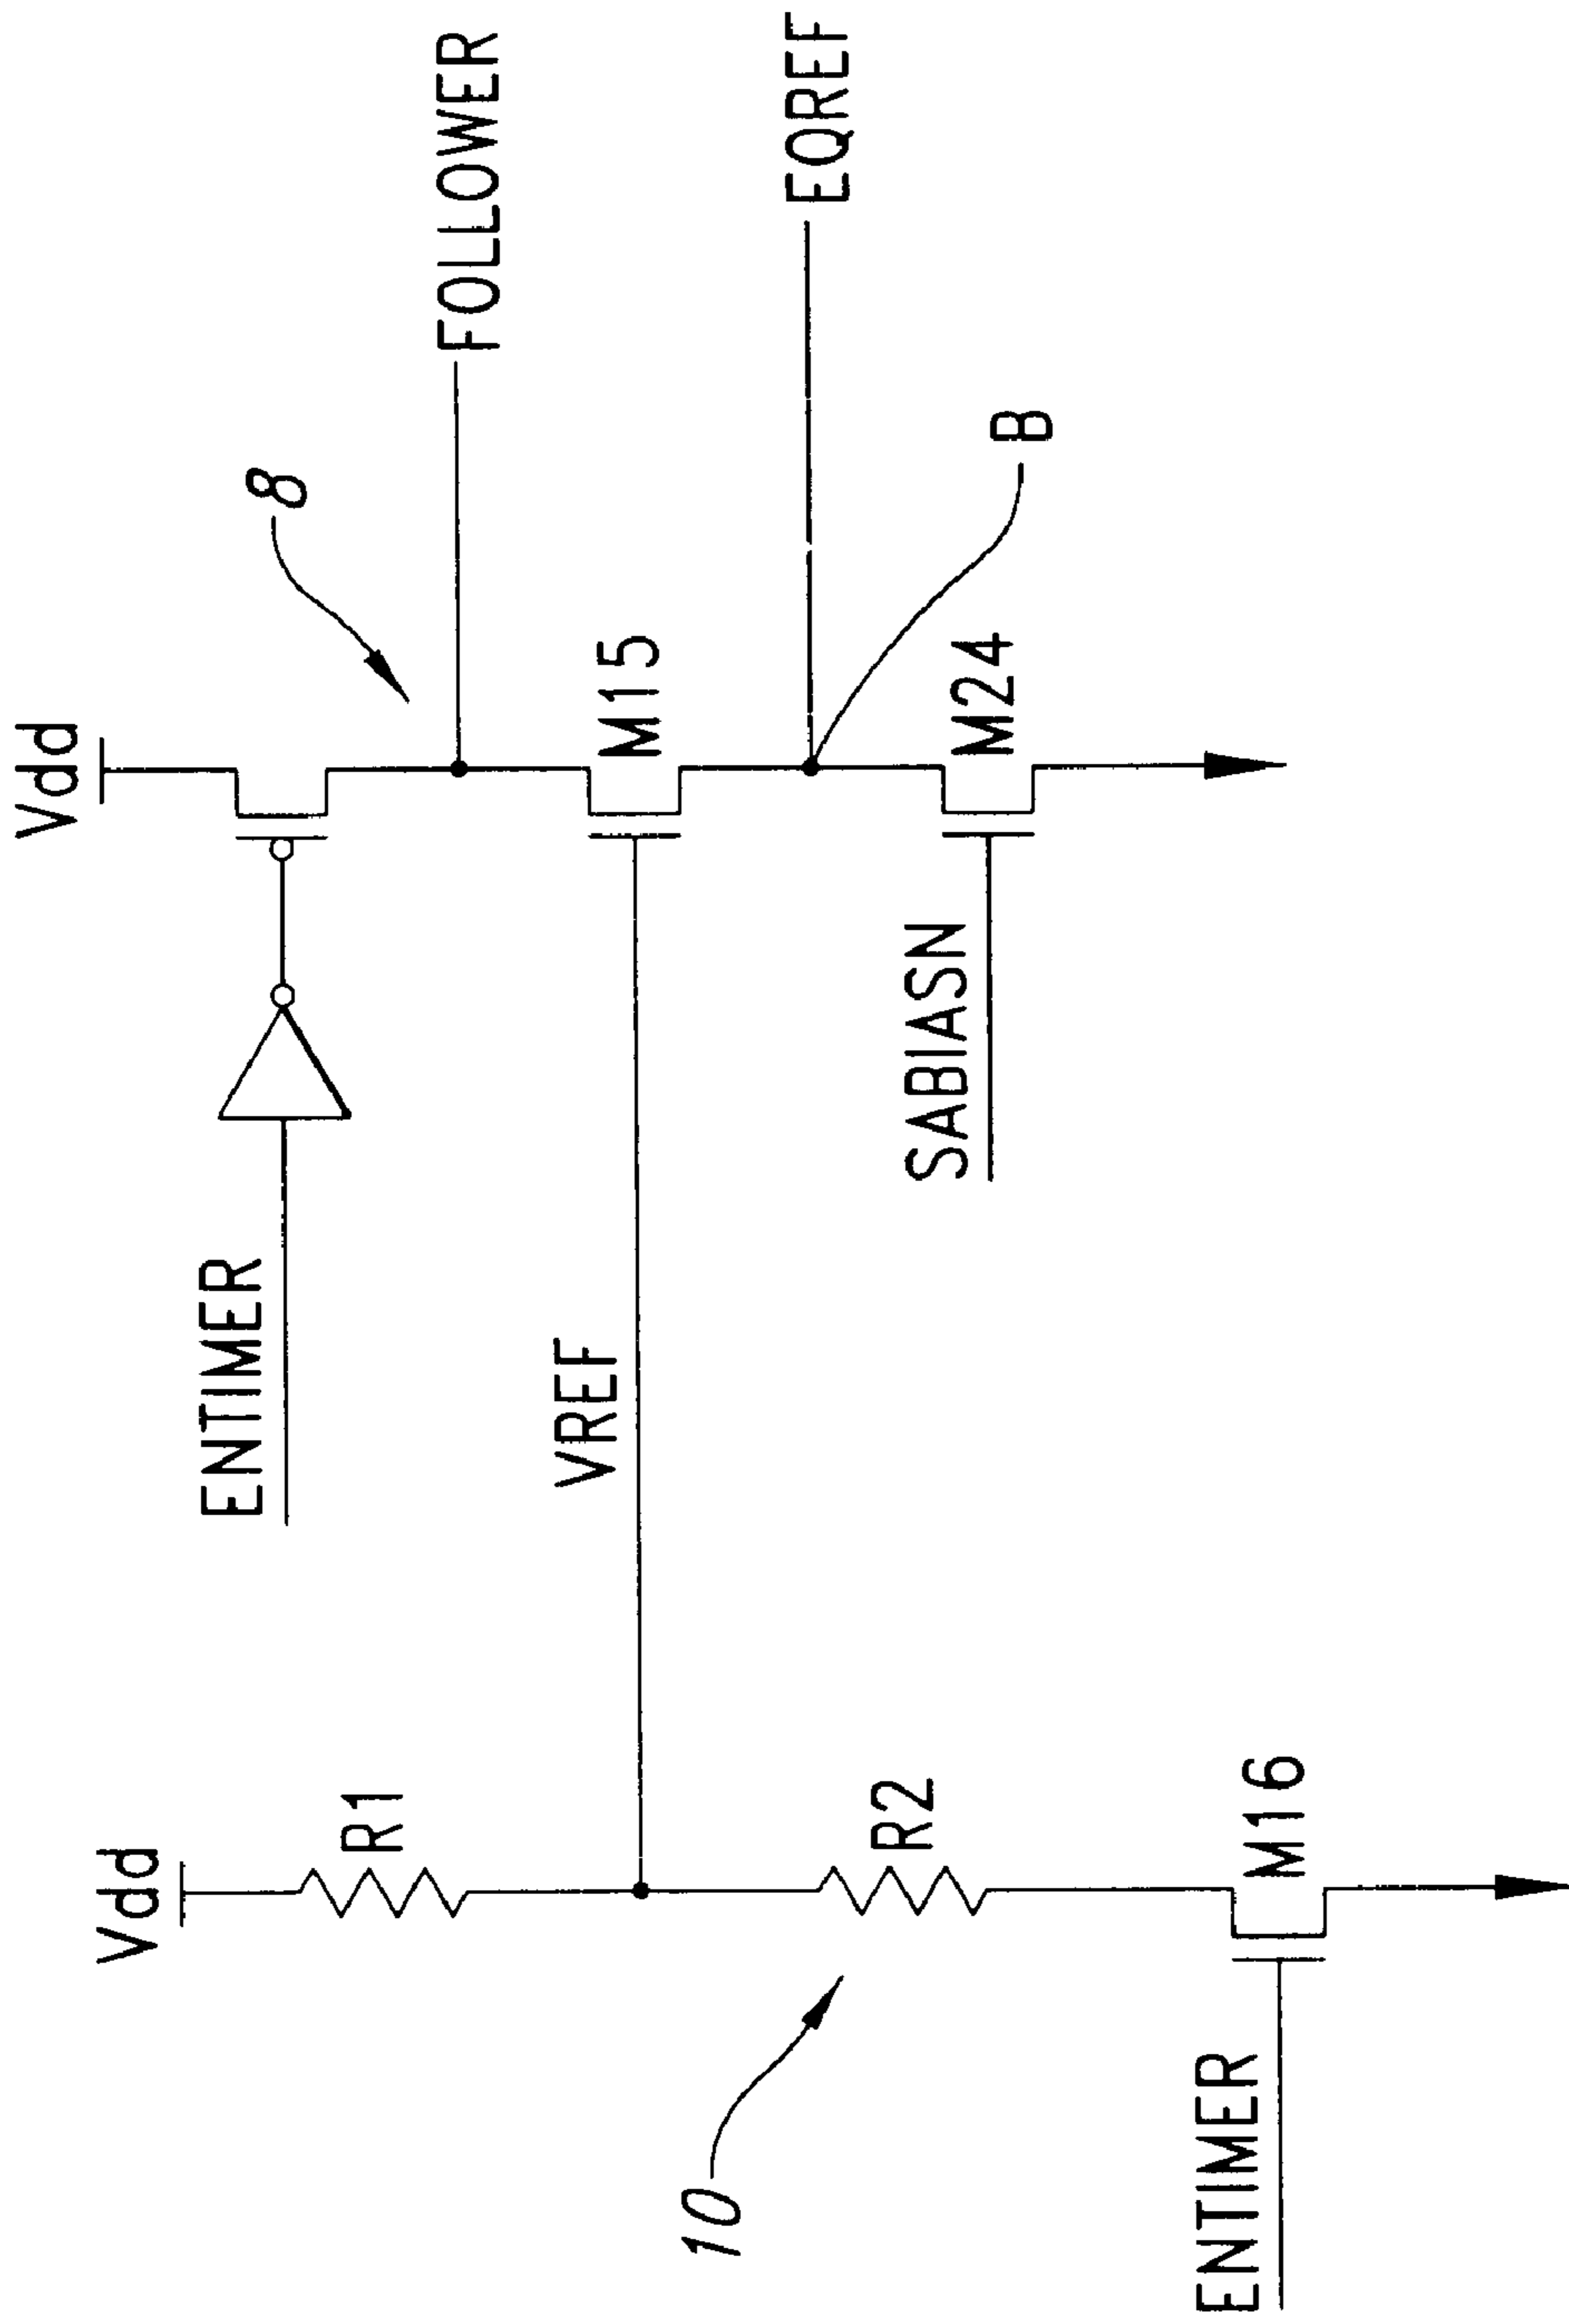 Vdd
8
FOLLOWER
ENTIMER
M15
VREF
EQREF
B
SABIASN
M24
Vdd
R1
10
R2
M16
ENTIMER